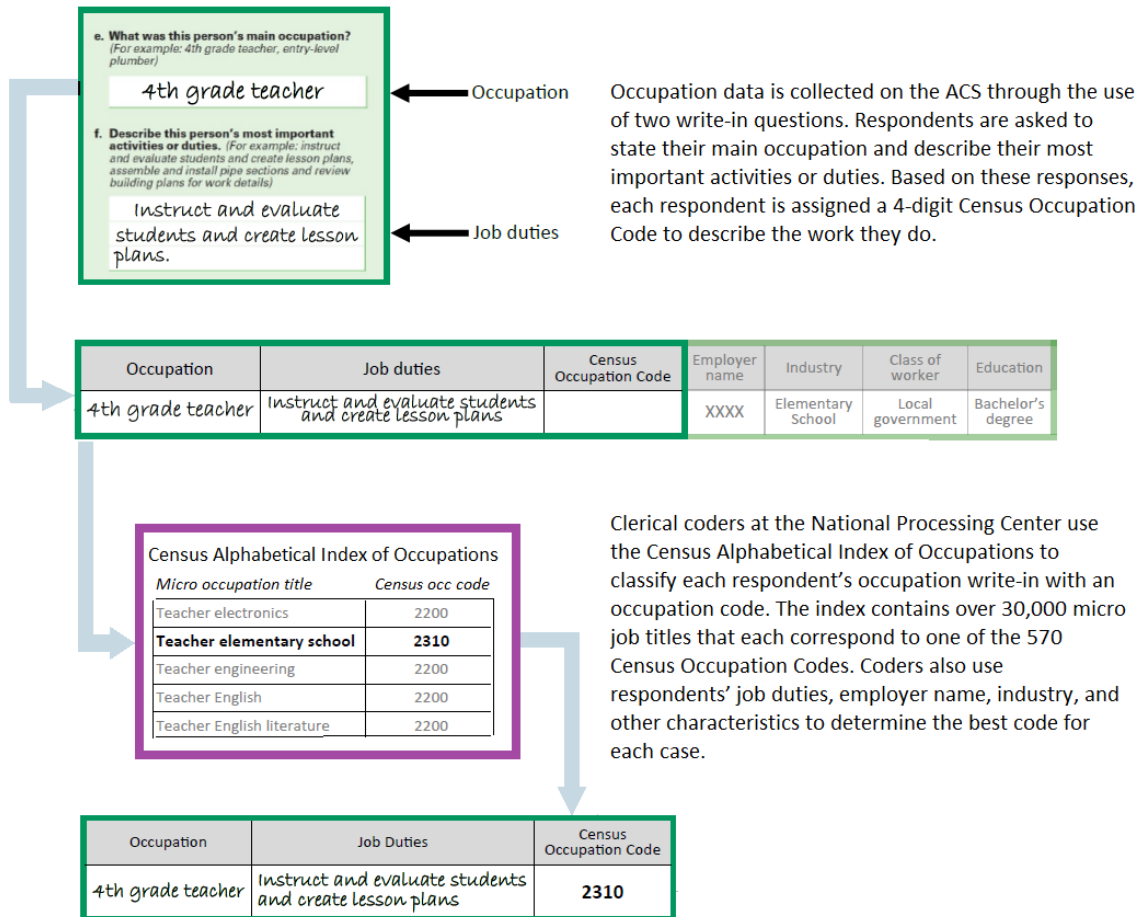 e. What was this person's main occupation?
(For example: 4th grade teacher, entry-level
plumber)
4th grade teacher
Occupation
f. Describe this person's most important
activities or duties. (For example: instruct
and evaluate students and create lesson plans,
assemble and install pipe sections and review
building plans for work details)
Instruct and evaluate
students and create lesson
plans.
Job duties
Occupation data is collected on the ACS through the use
of two write-in questions. Respondents are asked to
state their main occupation and describe their most
important activities or duties. Based on these responses,
each respondent is assigned a 4-digit Census Occupation
Code to describe the work they do.
Occupation Job duties Census Occupation Code Employer name Industry Class of worker Education
4th grade teacher Instruct and evaluate students and create lesson plans XXXX Elementary School Local government Bachelor's degree
Census Alphabetical Index of Occupations
Micro occupation title Census occ code
Teacher electronics 2200
Teacher elementary school 2310
Teacher engineering 2200
Teacher English 2200
Teacher English literature 2200
Clerical coders at the National Processing Center use
the Census Alphabetical Index of Occupations to
classify each respondent's occupation write-in with an
occupation code. The index contains over 30,000 micro
job titles that each correspond to one of the 570
Census Occupation Codes. Coders also use
respondents' job duties, employer name, industry, and
other characteristics to determine the best code for
each case.
Occupation Job Duties Census Occupation Code
4th grade teacher Instruct and evaluate students and create lesson plans 2310